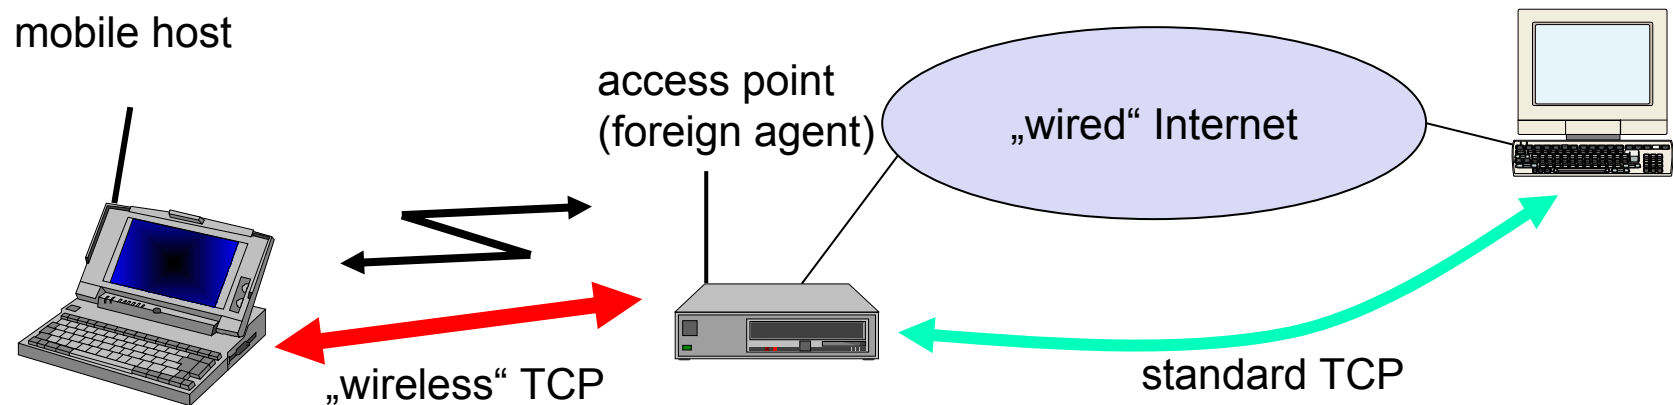 mobile host
access point
(foreign agent)
„wired“ Internet
„wireless“ TCP
standard TCP